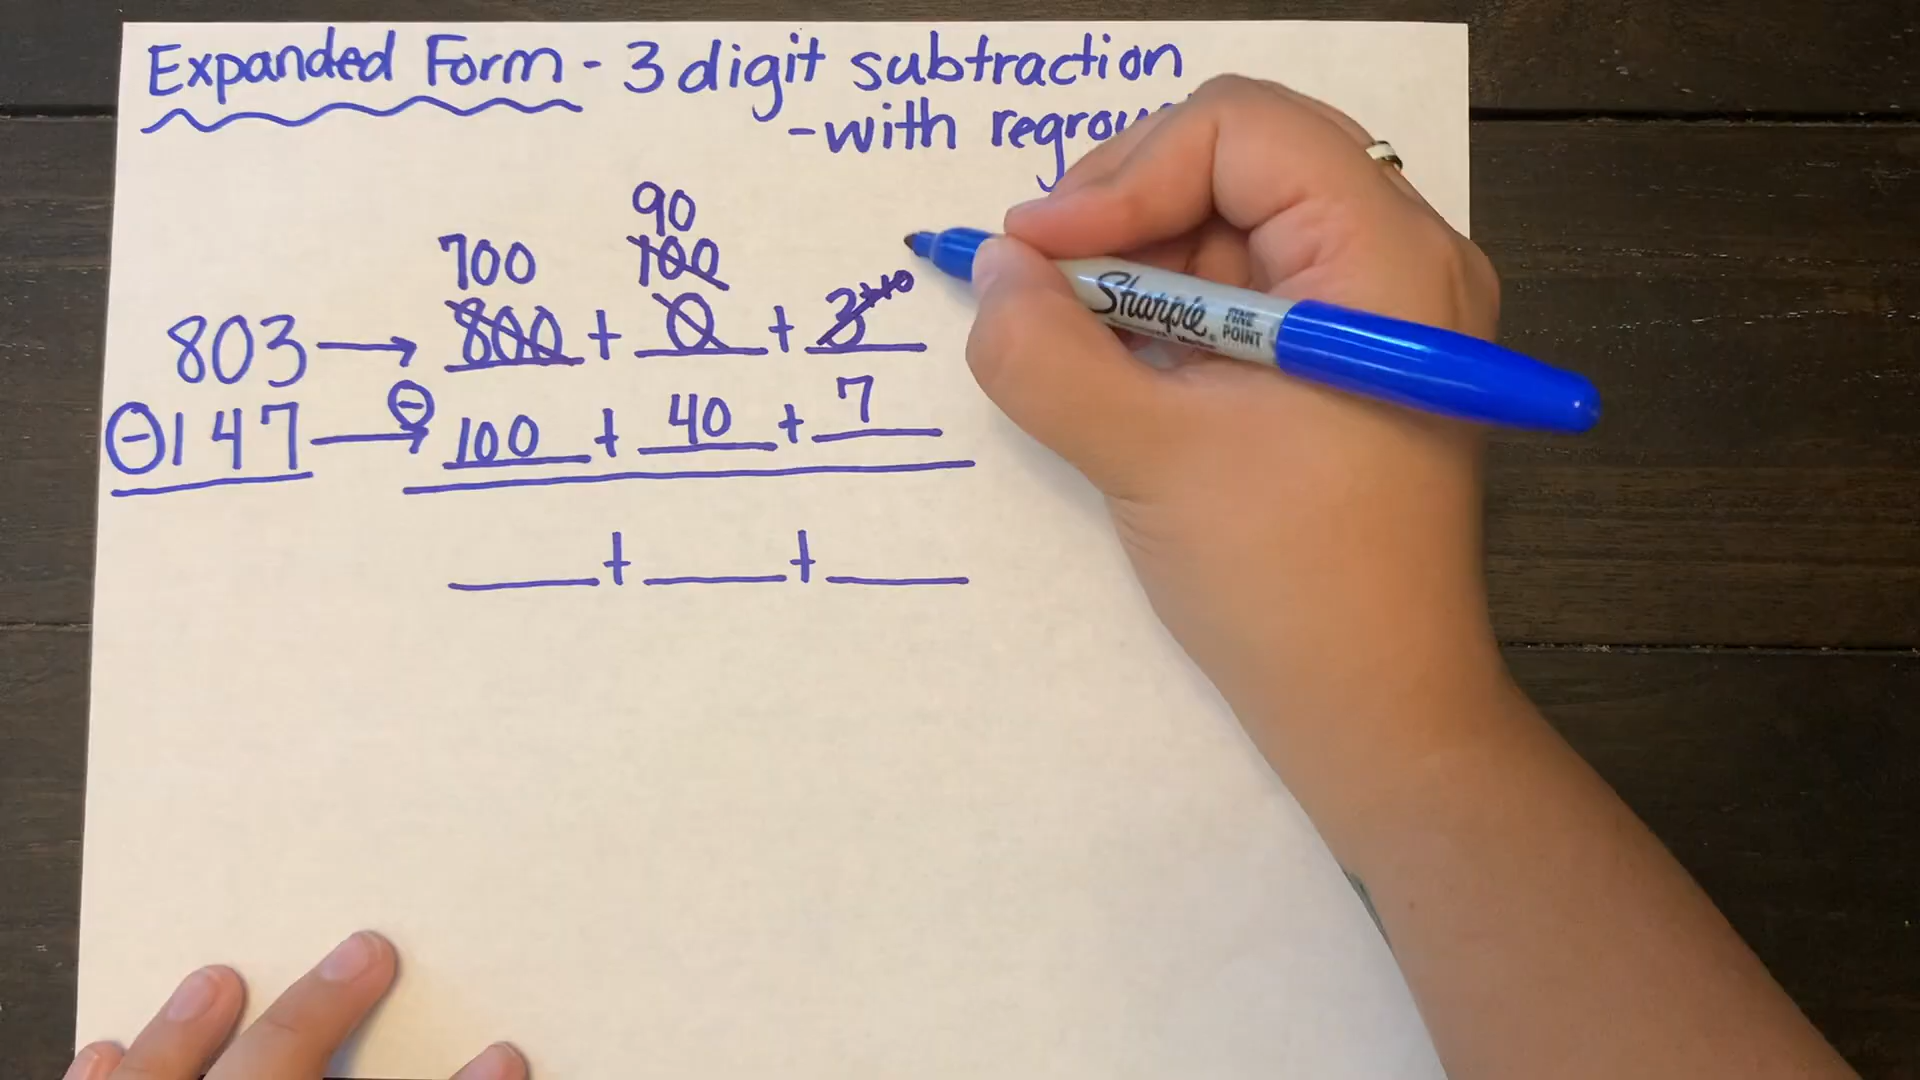 Expanded Form - 3 digit subtraction
- with regrou
90
700 100
803 → 800 + 0 + 3+10
- 147 → - 100 + 40 + 7
___ + ___ + ___
Sharpie
FINE
POINT